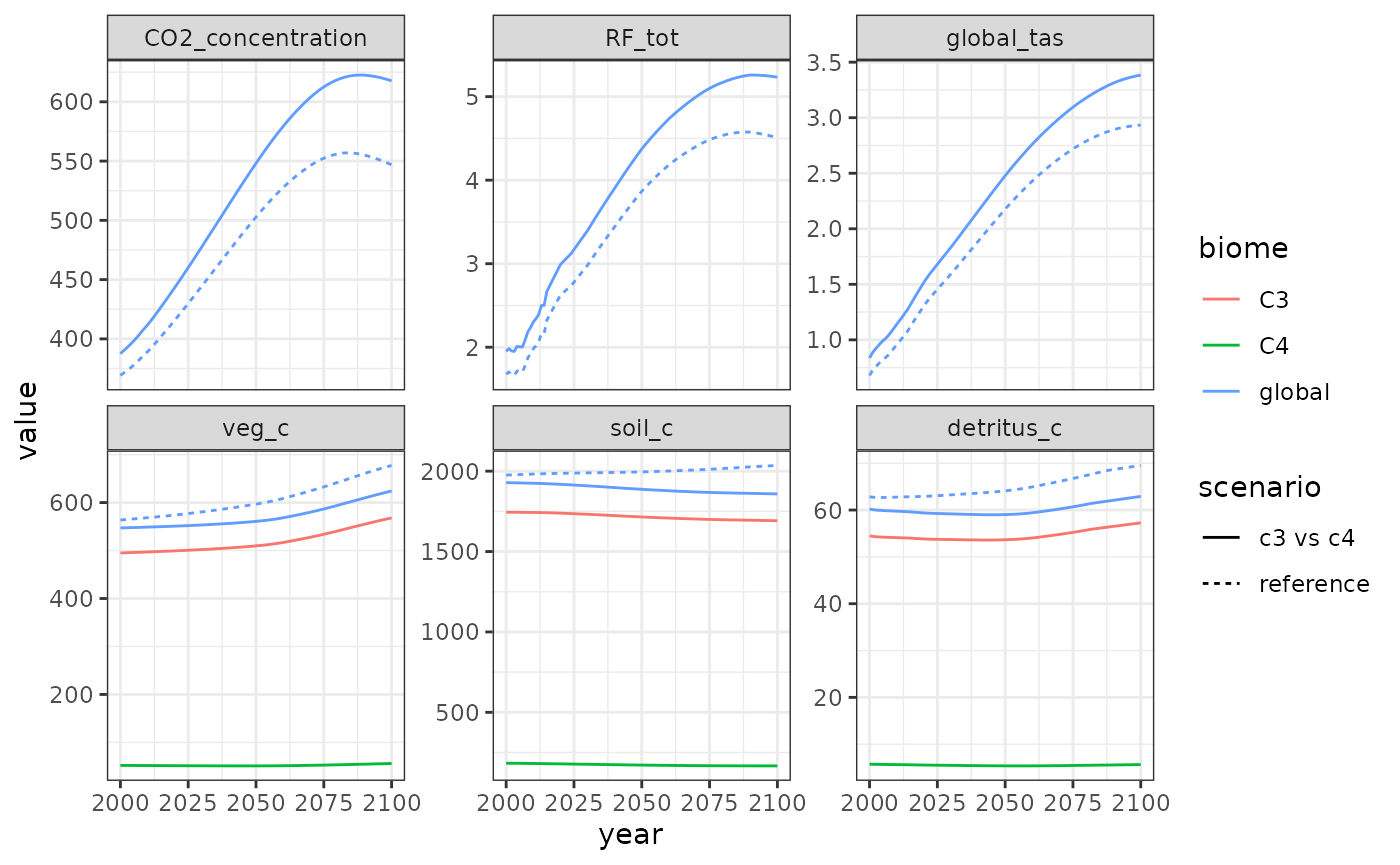 CO2_concentration
RF_tot
global_tas
600
550
500
450
400
5
4
3
2
3.5
3.0
2.5
2.0
1.5
1.0
value
veg_c
soil_c
detritus_c
600
400
200
2000
1500
1000
500
60
40
20
2000 2025 2050 2075 2100
2000 2025 2050 2075 2100
2000 2025 2050 2075 2100
year
biome
C3
C4
global
scenario
c3 vs c4
reference